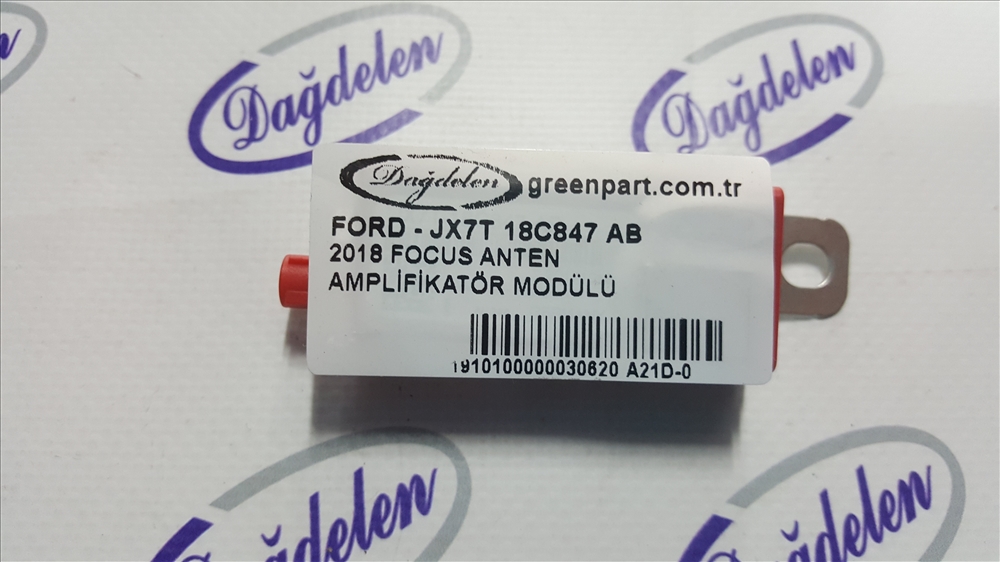 Dağdelen
Dağdelen
Dağdelen greenpart.com.tr
FORD - JX7T 18C847 AB
2018 FOCUS ANTEN
AMPLİFİKATÖR MODÜLÜ
1910100000030620 A21D-0
Dağdelen
Dağdelen